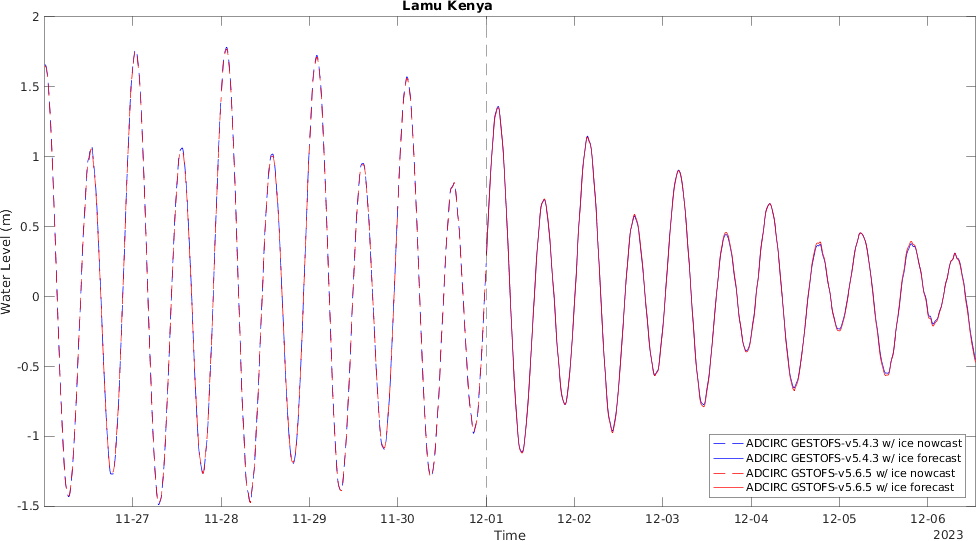 Lamu Kenya
2
1.5
1
0.5
0
-0.5
-1
-1.5
Water Level (m)
11-27 11-28 11-29 11-30 12-01 12-02 12-03 12-04 12-05 12-06
Time
2023
ADCIRC GESTOFS-v5.4.3 w/ ice nowcast
ADCIRC GESTOFS-v5.4.3 w/ ice forecast
ADCIRC GSTOFS-v5.6.5 w/ ice nowcast
ADCIRC GSTOFS-v5.6.5 w/ ice forecast